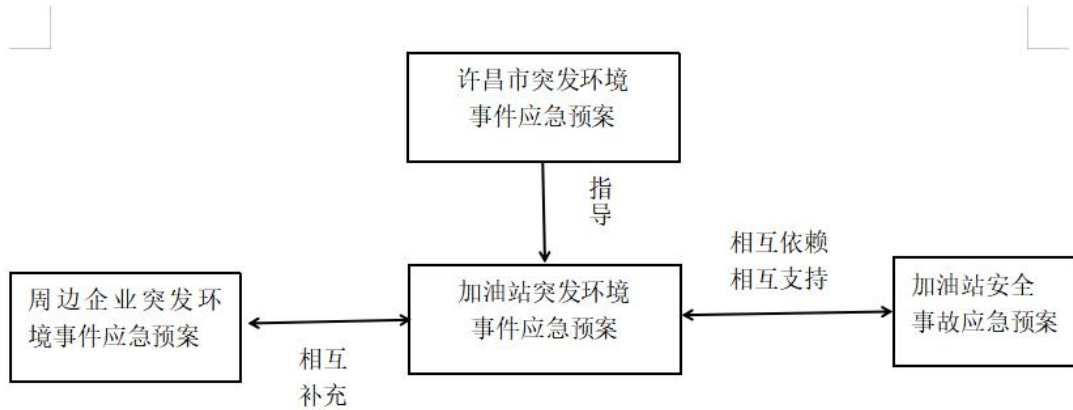 许昌市突发环境
事件应急预案
指
导
相互依赖
相互支持
周边企业突发环
境事件应急预案
加油站突发环境
事件应急预案
加油站安全
事故应急预案
相互
补充